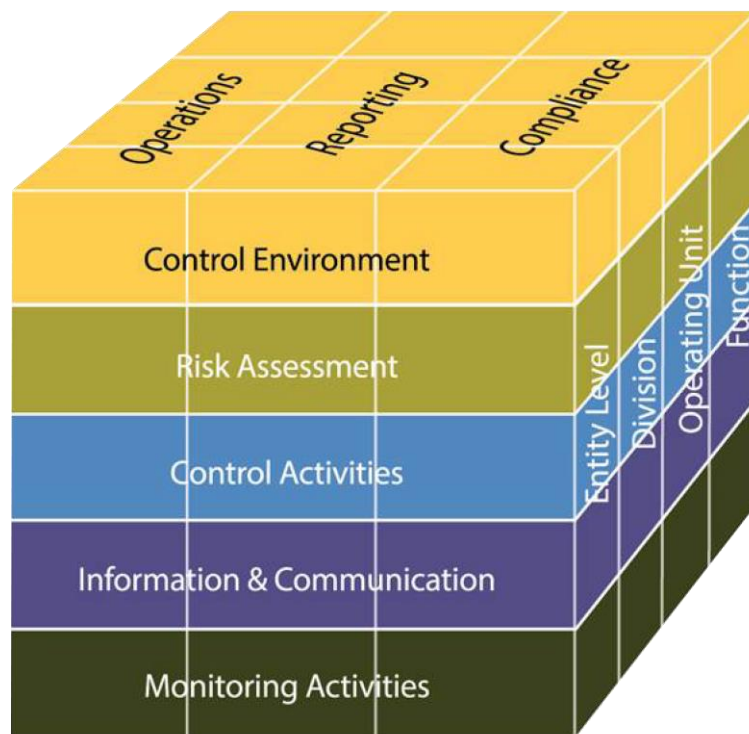 Operations
Reporting
Compliance
Control Environment
Risk Assessment
Control Activities
Information & Communication
Monitoring Activities
Entity Level
Division
Operating Unit
Function